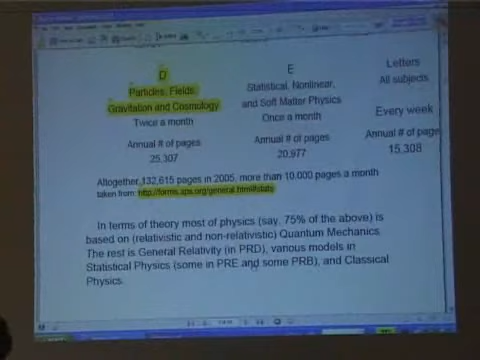 D
Particles, Fields,
Gravitation and Cosmology
Twice a month
Annual # of pages
25,307
E
Statistical, Nonlinear,
and Soft Matter Physics
Once a month
Annual # of pages
20,977
Letters
All subjects
Every week
Annual # of page
15,308
Altogether 132,615 pages in 2005, more than 10,000 pages a month
taken from: http://forms.aps.org/general.html#stats
In terms of theory most of physics (say, 75% of the above) is
based on (relativistic and non-relativistic) Quantum Mechanics.
The rest is General Relativity (in PRD), various models in
Statistical Physics (some in PRE and some PRB), and Classical
Physics.